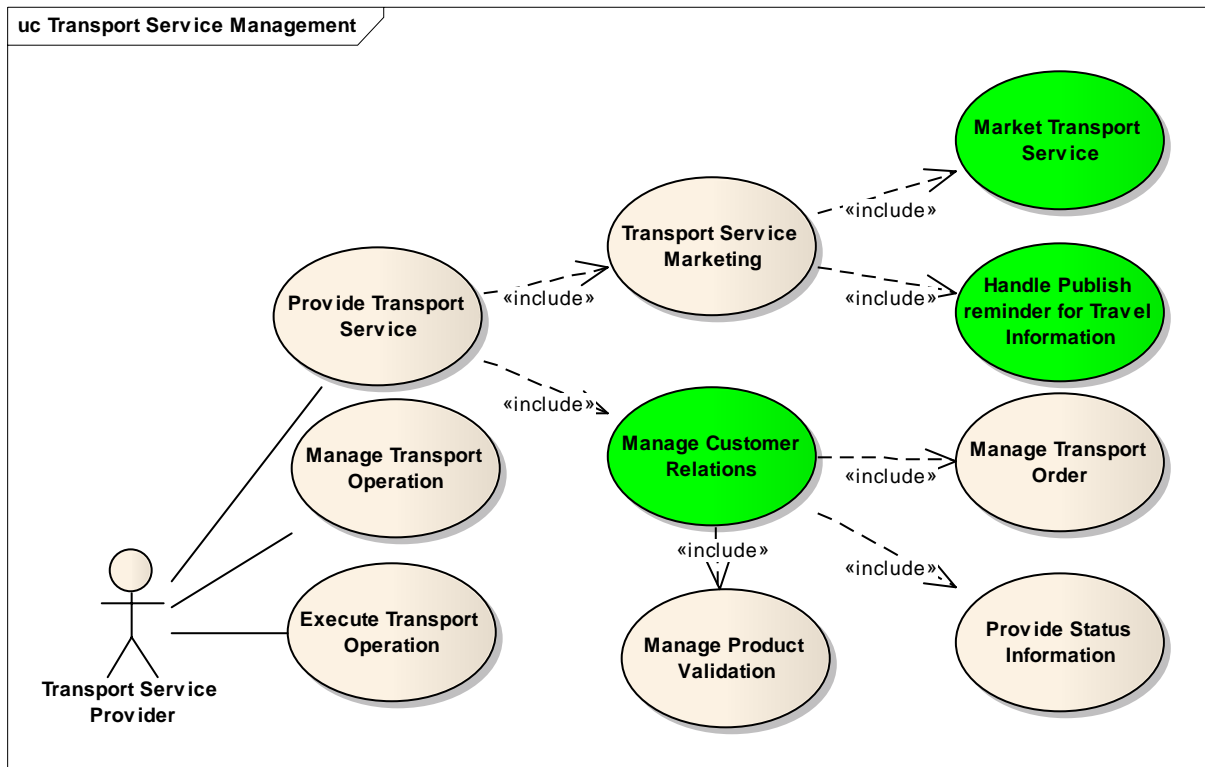 uc Transport Service Management
Market Transport
Service
«include»
Transport Service
Marketing
«include»
Handle Publish
reminder for Travel
Information
Provide Transport
Service
«include»
«include»
Manage Customer
Relations
Manage Transport
Order
«include»
Manage Transport
Operation
«include»
«include»
Execute Transport
Operation
Manage Product
Validation
Provide Status
Information
Transport Service
Provider